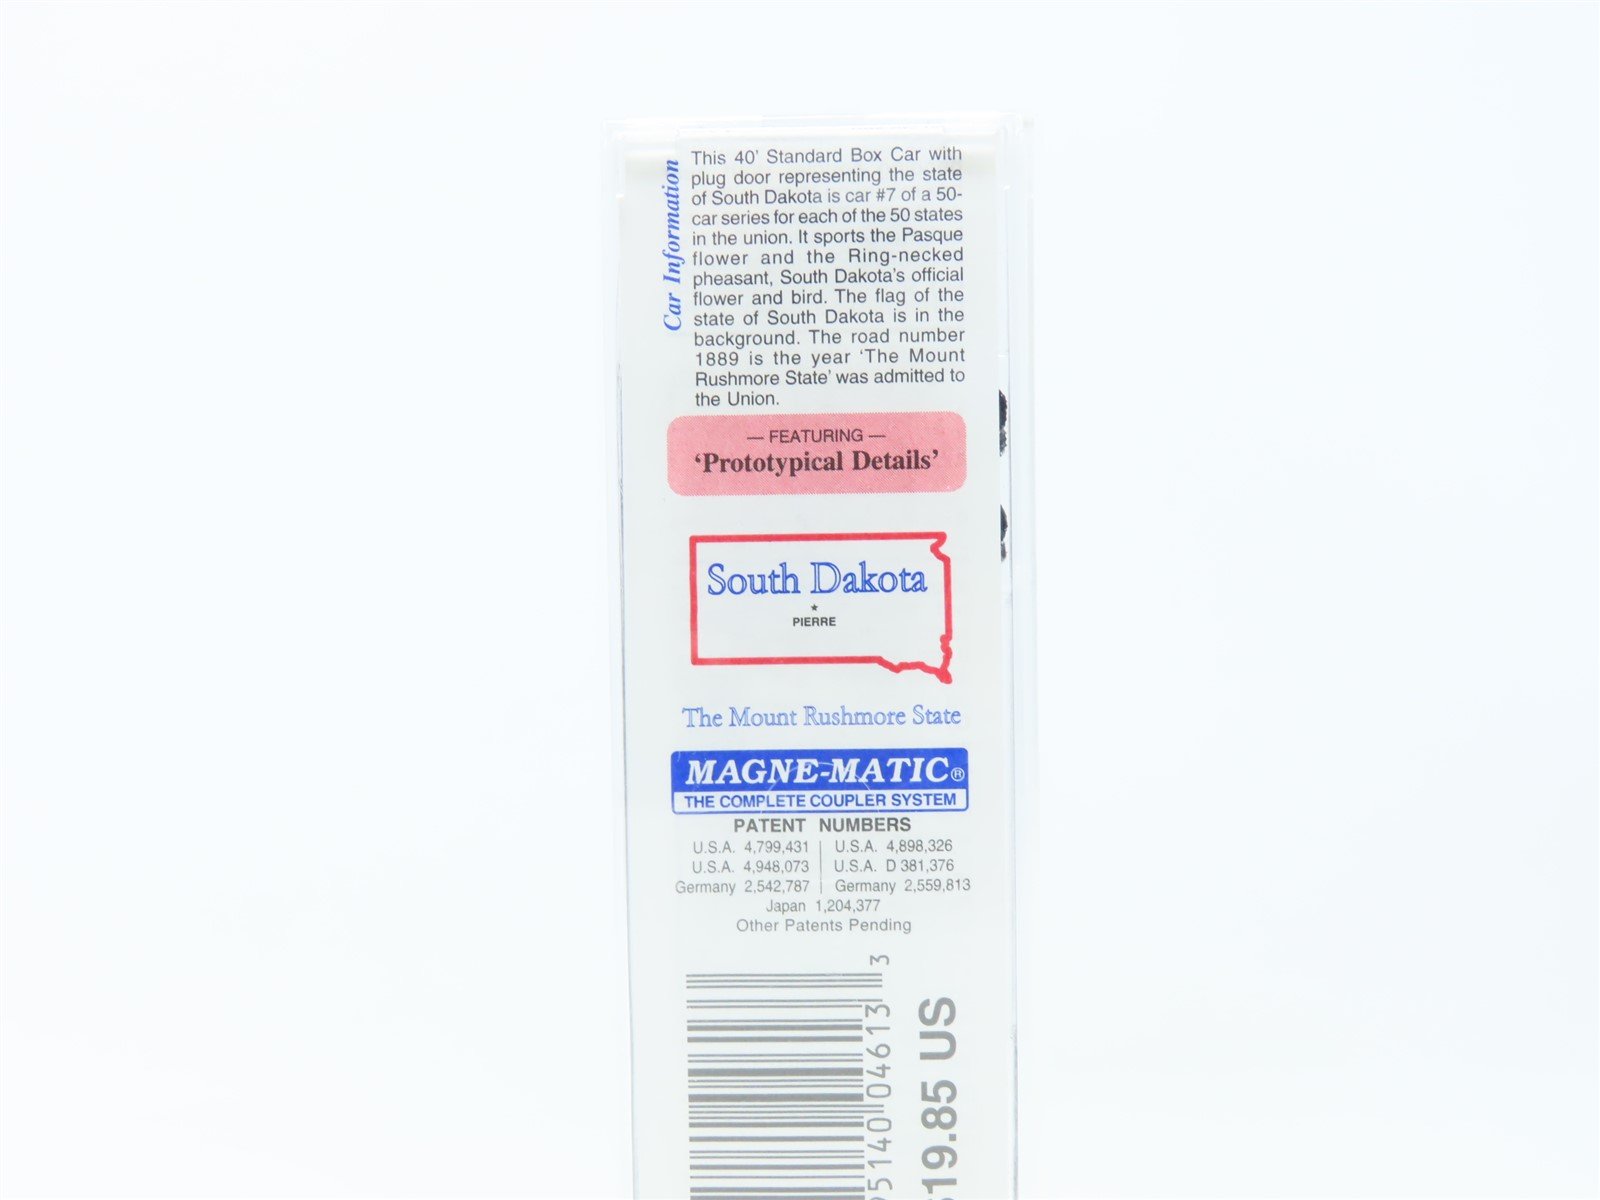 Car Information
This 40' Standard Box Car with
plug door representing the state
of South Dakota is car #7 of a 50-
car series for each of the 50 states
in the union. It sports the Pasque
flower and the Ring-necked
pheasant, South Dakota's official
flower and bird. The flag of the
state of South Dakota is in the
background. The road number
1889 is the year ‘The Mount
Rushmore State’ was admitted to
the Union.
— FEATURING —
‘Prototypical Details’
South Dakota
PIERRE
The Mount Rushmore State
MAGNE-MATIC®
THE COMPLETE COUPLER SYSTEM
PATENT NUMBERS
U.S.A. 4,799,431 U.S.A. 4,898,326
U.S.A. 4,948,073 U.S.A. D 381,376
Germany 2,542,787 Germany 2,559,813
Japan 1,204,377
Other Patents Pending
5140 04613 3
19.85 US